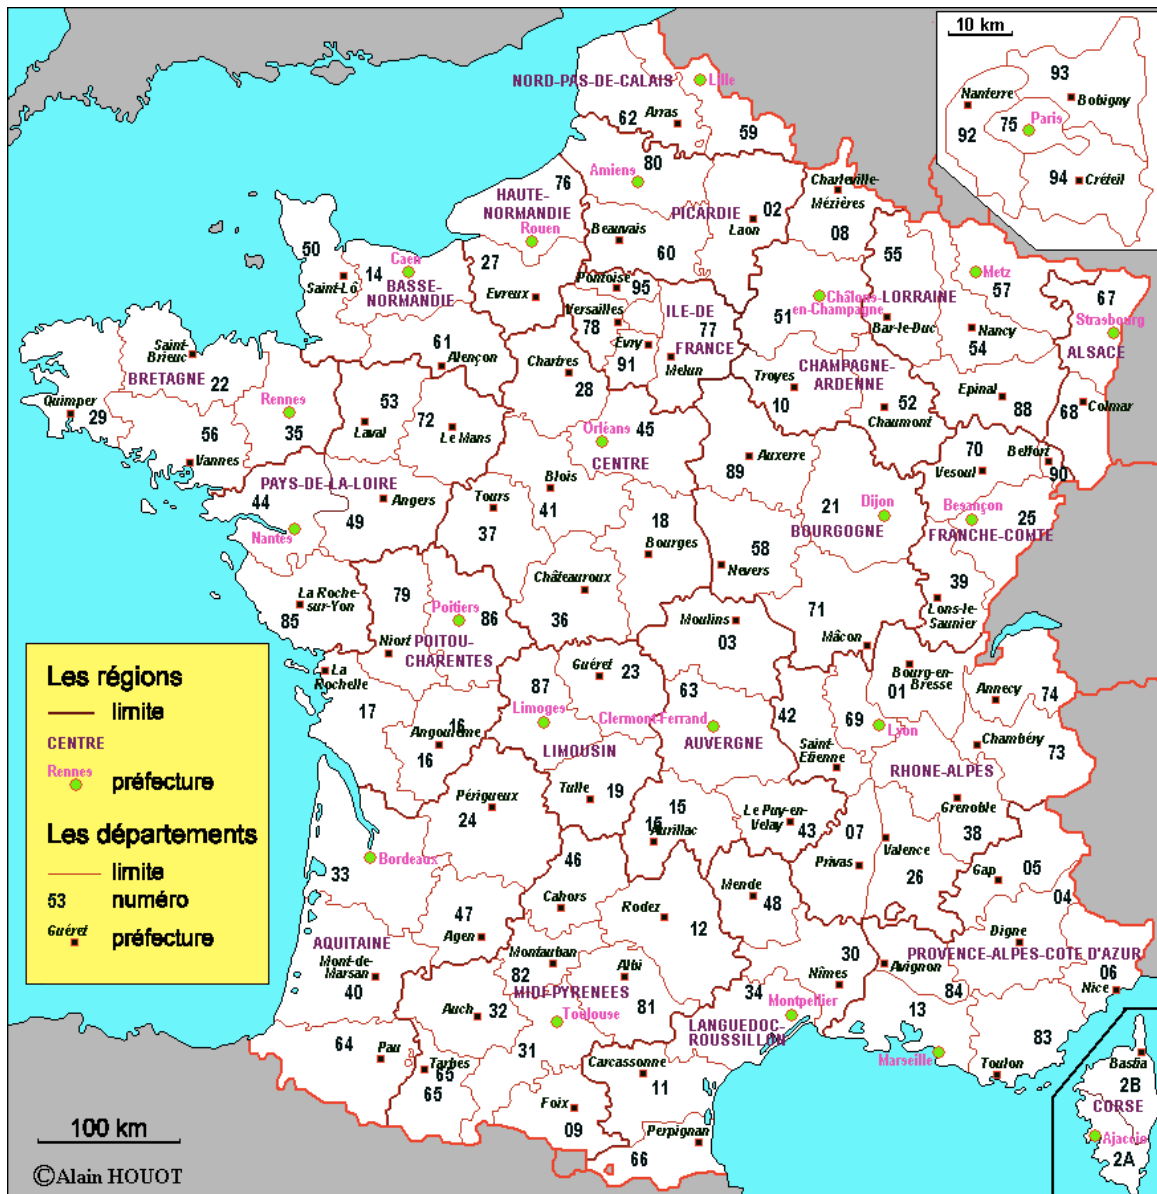 10 km
93
Nanterre
Bobigny
75
Paris
92
94
Créteil
NORD-PAS-DE-CALAIS
Lille
62
Arras
59
80
Amiens
76
HAUTE-
NORMANDIE
Rouen
PICARDIE
02
Laon
Charleville-
Mézières
08
Beauvais
60
50
Saint-Lô
14
Caen
BASSE-
NORMANDIE
27
Evreux
Pontoise
95
Versailles
78
ILE-DE
FRANCE
77
Evry
91
Melun
51
Châlons-
en-Champagne
55
LORRAINE
Bar-le-Duc
Metz
57
Nancy
54
67
Strasbourg
ALSACE
61
Alençon
Chartres
28
CHAMPAGNE-
ARDENNE
Troyes
10
52
Chaumont
Epinal
88
68
Colmar
Saint-
Brieuc
BRETAGNE
22
Quimper
29
56
Vannes
Rennes
35
53
Laval
72
Le Mans
Orléans
45
CENTRE
89
Auxerre
70
Vesoul
Belfort
90
PAYS-DE-LA-LOIRE
44
Nantes
49
Angers
Tours
37
Blois
41
18
Bourges
21
Dijon
BOURGOGNE
Besançon
25
FRANCHE-COMTE
58
Nevers
39
Lons-le-
Saunier
La Roche-
sur-Yon
85
79
Niort
Poitiers
86
POITOU-
CHARENTES
Châteauroux
36
Moulins
03
71
Mâcon
La
Rochelle
17
16
Angoulême
16
87
Limoges
Guéret
23
LIMOUSIN
63
Clermont-Ferrand
AUVERGNE
42
Saint-
Etienne
69
Lyon
Bourg-en-
Bresse
01
Annecy
74
Chambéry
73
RHONE-ALPES
Grenoble
38
Périgueux
24
Tulle
19
15
15
Aurillac
Le Puy-en-
Velay
43
07
Privas
Valence
26
Gap
05
04
Bordeaux
33
46
Cahors
47
Agen
Rodez
12
Mende
48
AQUITAINE
Mont-de-
Marsan
40
Montauban
82
Albi
81
MIDI-PYRENEES
Auch
32
Toulouse
31
30
Nîmes
34
Montpellier
LANGUEDOC-
ROUSSILLON
Digne
PROVENCE-ALPES-COTE D'AZUR
Avignon
84
06
Nice
13
Marseille
83
Toulon
64
Pau
Tarbes
65
65
Foix
09
Carcassonne
11
Perpignan
66
Bastia
2B
CORSE
Ajaccio
2A
Les régions
limite
CENTRE
Rennes
préfecture
Les départements
limite
53
numéro
Guéret
préfecture
100 km
©Alain HOUOT